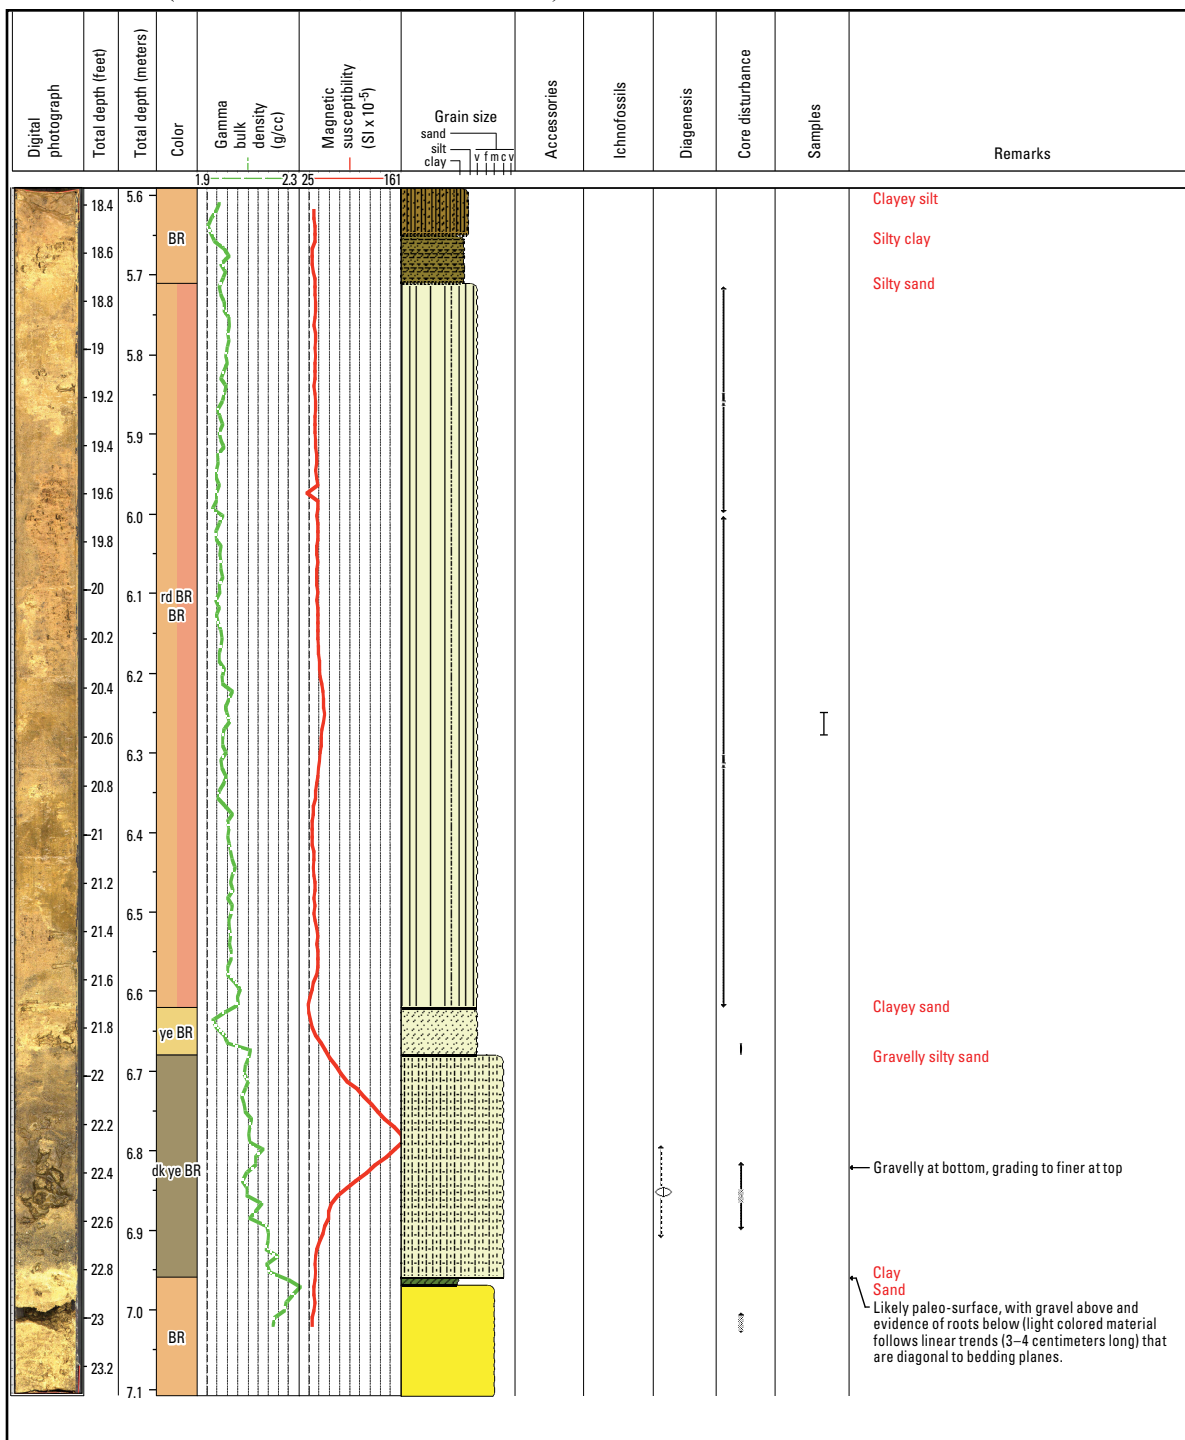 Digital photograph
Total depth (feet)
Total depth (meters)
Color
Gamma bulk density (g/cc)
Magnetic susceptibility (SI x 10⁻⁵)
Grain size
sand
silt
clay
v f m c v
Accessories
Ichnofossils
Diagenesis
Core disturbance
Samples
Remarks
1.9 2.3 25 161
5.6
18.4
Clayey silt
BR
Silty clay
18.6
5.7
Silty sand
18.8
19
5.8
19.2
5.9
19.4
19.6
6.0
19.8
20
6.1
rd BR
BR
20.2
6.2
20.4
20.6
6.3
20.8
21
6.4
21.2
6.5
21.4
21.6
6.6
Clayey sand
21.8
ye BR
Gravelly silty sand
22
6.7
22.2
6.8
dk ye BR
22.4
Gravelly at bottom, grading to finer at top
22.6
6.9
22.8
Clay
Sand
7.0
23
Likely paleo-surface, with gravel above and
evidence of roots below (light colored material
follows linear trends (3–4 centimeters long) that
are diagonal to bedding planes.
BR
23.2
7.1